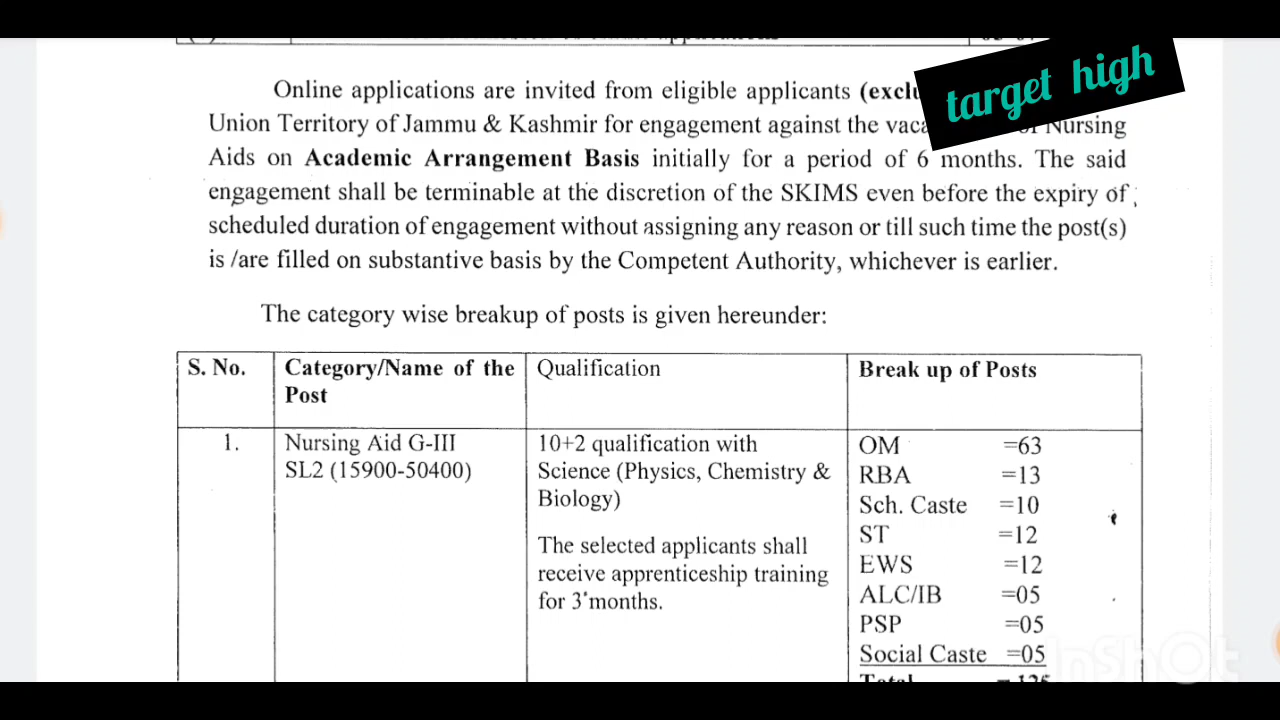 target high
Online applications are invited from eligible applicants (exclu
Union Territory of Jammu & Kashmir for engagement against the vaca of Nursing
Aids on Academic Arrangement Basis initially for a period of 6 months. The said
engagement shall be terminable at the discretion of the SKIMS even before the expiry of
scheduled duration of engagement without assigning any reason or till such time the post(s)
is /are filled on substantive basis by the Competent Authority, whichever is earlier.
The category wise breakup of posts is given hereunder:
S. No. Category/Name of the Post Qualification Break up of Posts
1. Nursing Aid G-III
SL2 (15900-50400)
10+2 qualification with
Science (Physics, Chemistry &
Biology)
The selected applicants shall
receive apprenticeship training
for 3 months.
OM =63
RBA =13
Sch. Caste =10
ST =12
EWS =12
ALC/IB =05
PSP =05
Social Caste =05
Total
InShOt